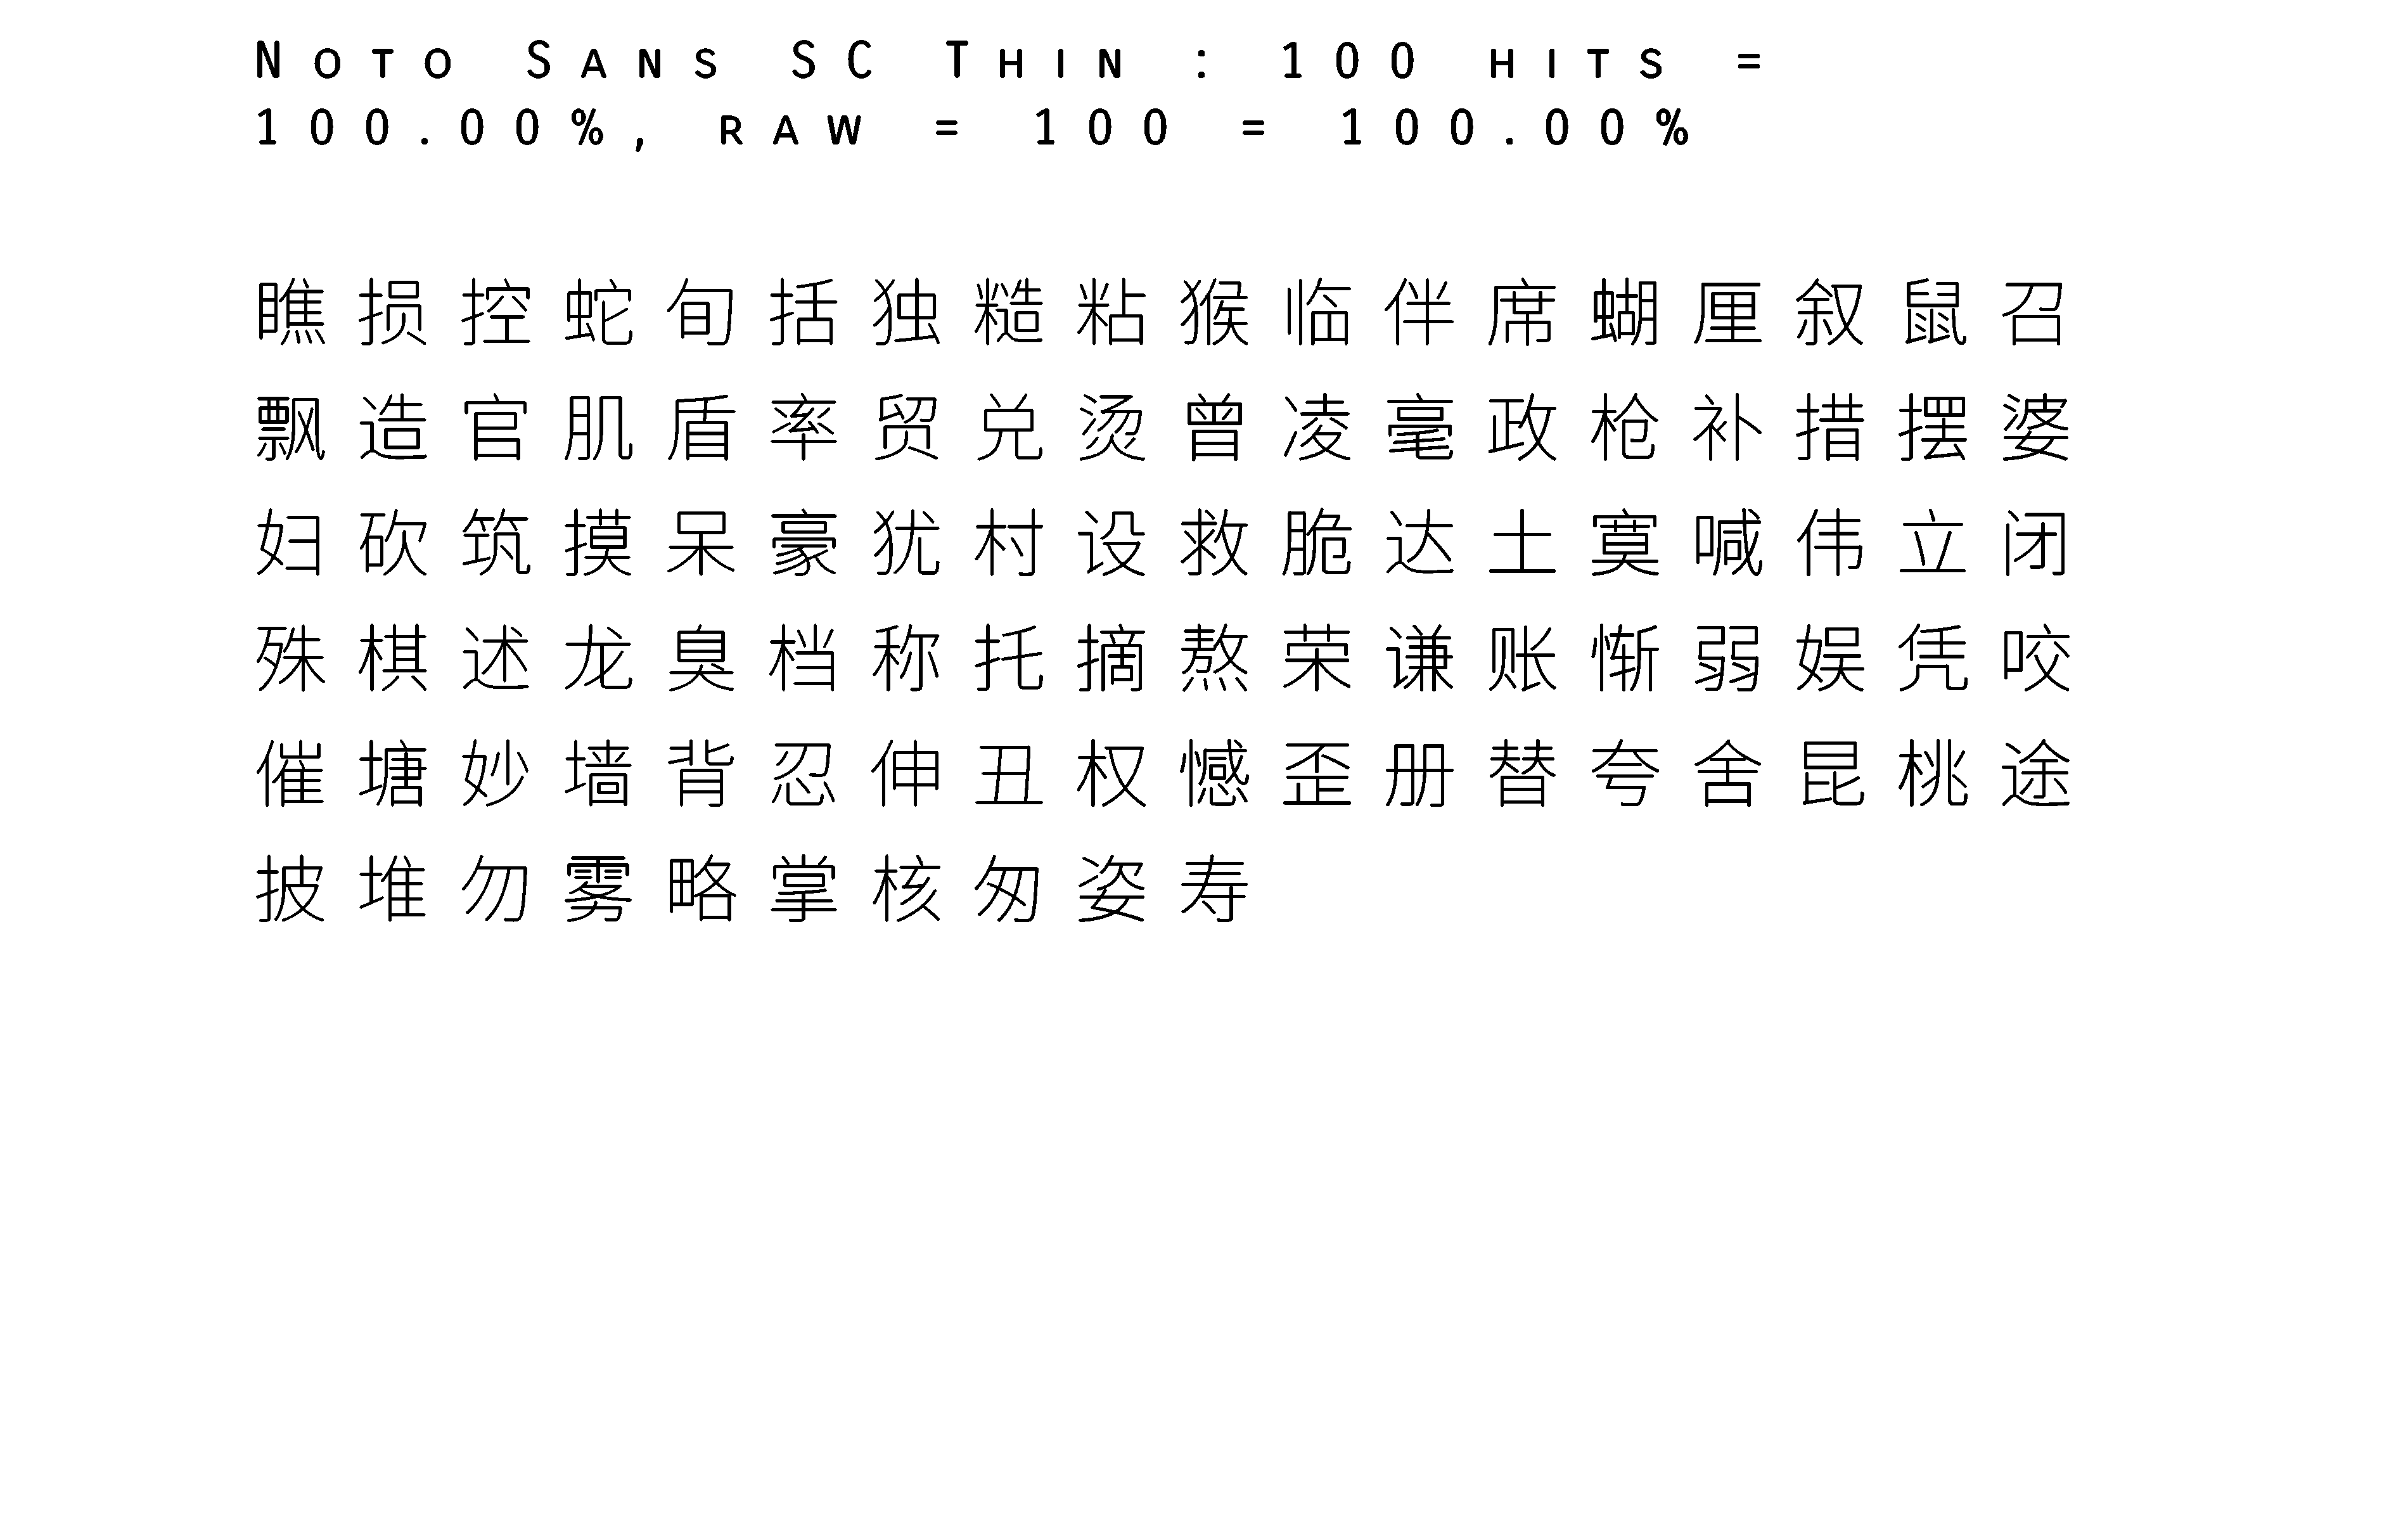 Noto Sans SC Thin : 100 hits =
100.00%, raw = 100 = 100.00%
瞧损控蛇旬括独糙粘猴临伴席蝴厘叙鼠召
飘造官肌盾率贸兑烫曾凌毫政枪补措摆婆
妇砍筑摸呆豪犹村设救脆达土寞喊伟立闭
殊棋述龙臭档称托摘熬荣谦账惭弱娱凭咬
催塘妙墙背忍伸丑权憾歪册替夸舍昆桃途
披堆勿雾略掌核匆姿寿